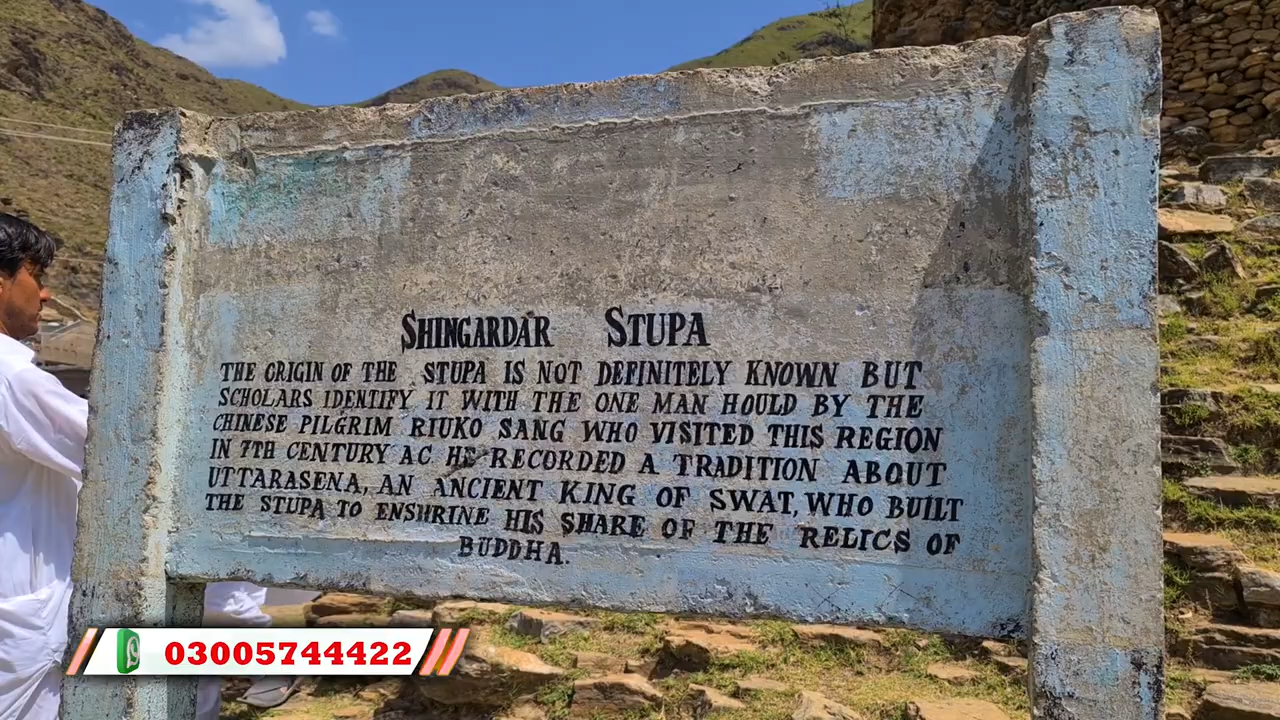 SHINGARDAR STUPA
THE ORIGIN OF THE STUPA IS NOT DEFINITELY KNOWN BUT
SCHOLARS IDENTIFY IT WITH THE ONE MAN HOULD BY THE
CHINESE PILGRIM RIUKO SANG WHO VISITED THIS REGION
IN 7TH CENTURY AC HE RECORDED A TRADITION ABOUT
UTTARASENA, AN ANCIENT KING OF SWAT, WHO BUILT
THE STUPA TO ENSHRINE HIS SHARE OF THE RELICS OF
BUDDHA.
03005744422